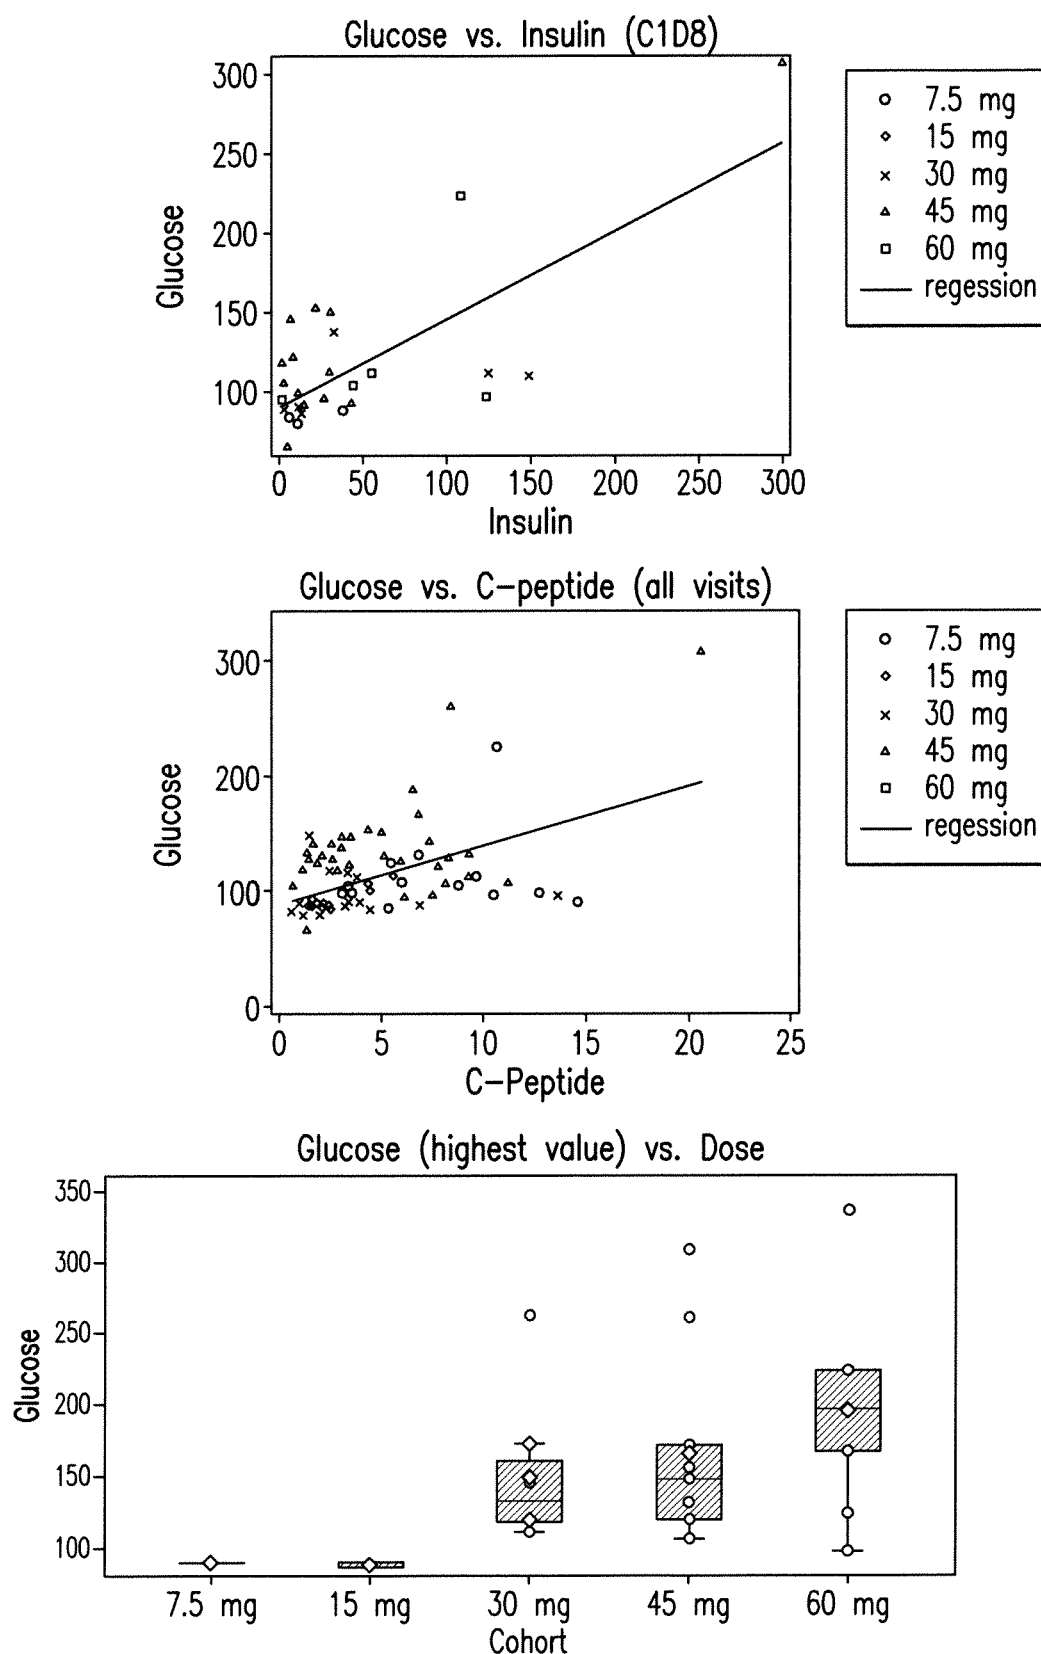 Glucose vs. Insulin (C1D8)
Glucose
300
250
200
150
100
0 50 100 150 200 250 300
Insulin
7.5 mg
15 mg
30 mg
45 mg
60 mg
regession
Glucose vs. C-peptide (all visits)
Glucose
300
200
100
0
0 5 10 15 20 25
C-Peptide
7.5 mg
15 mg
30 mg
45 mg
60 mg
regession
Glucose (highest value) vs. Dose
Glucose
350
300
250
200
150
100
7.5 mg 15 mg 30 mg 45 mg 60 mg
Cohort